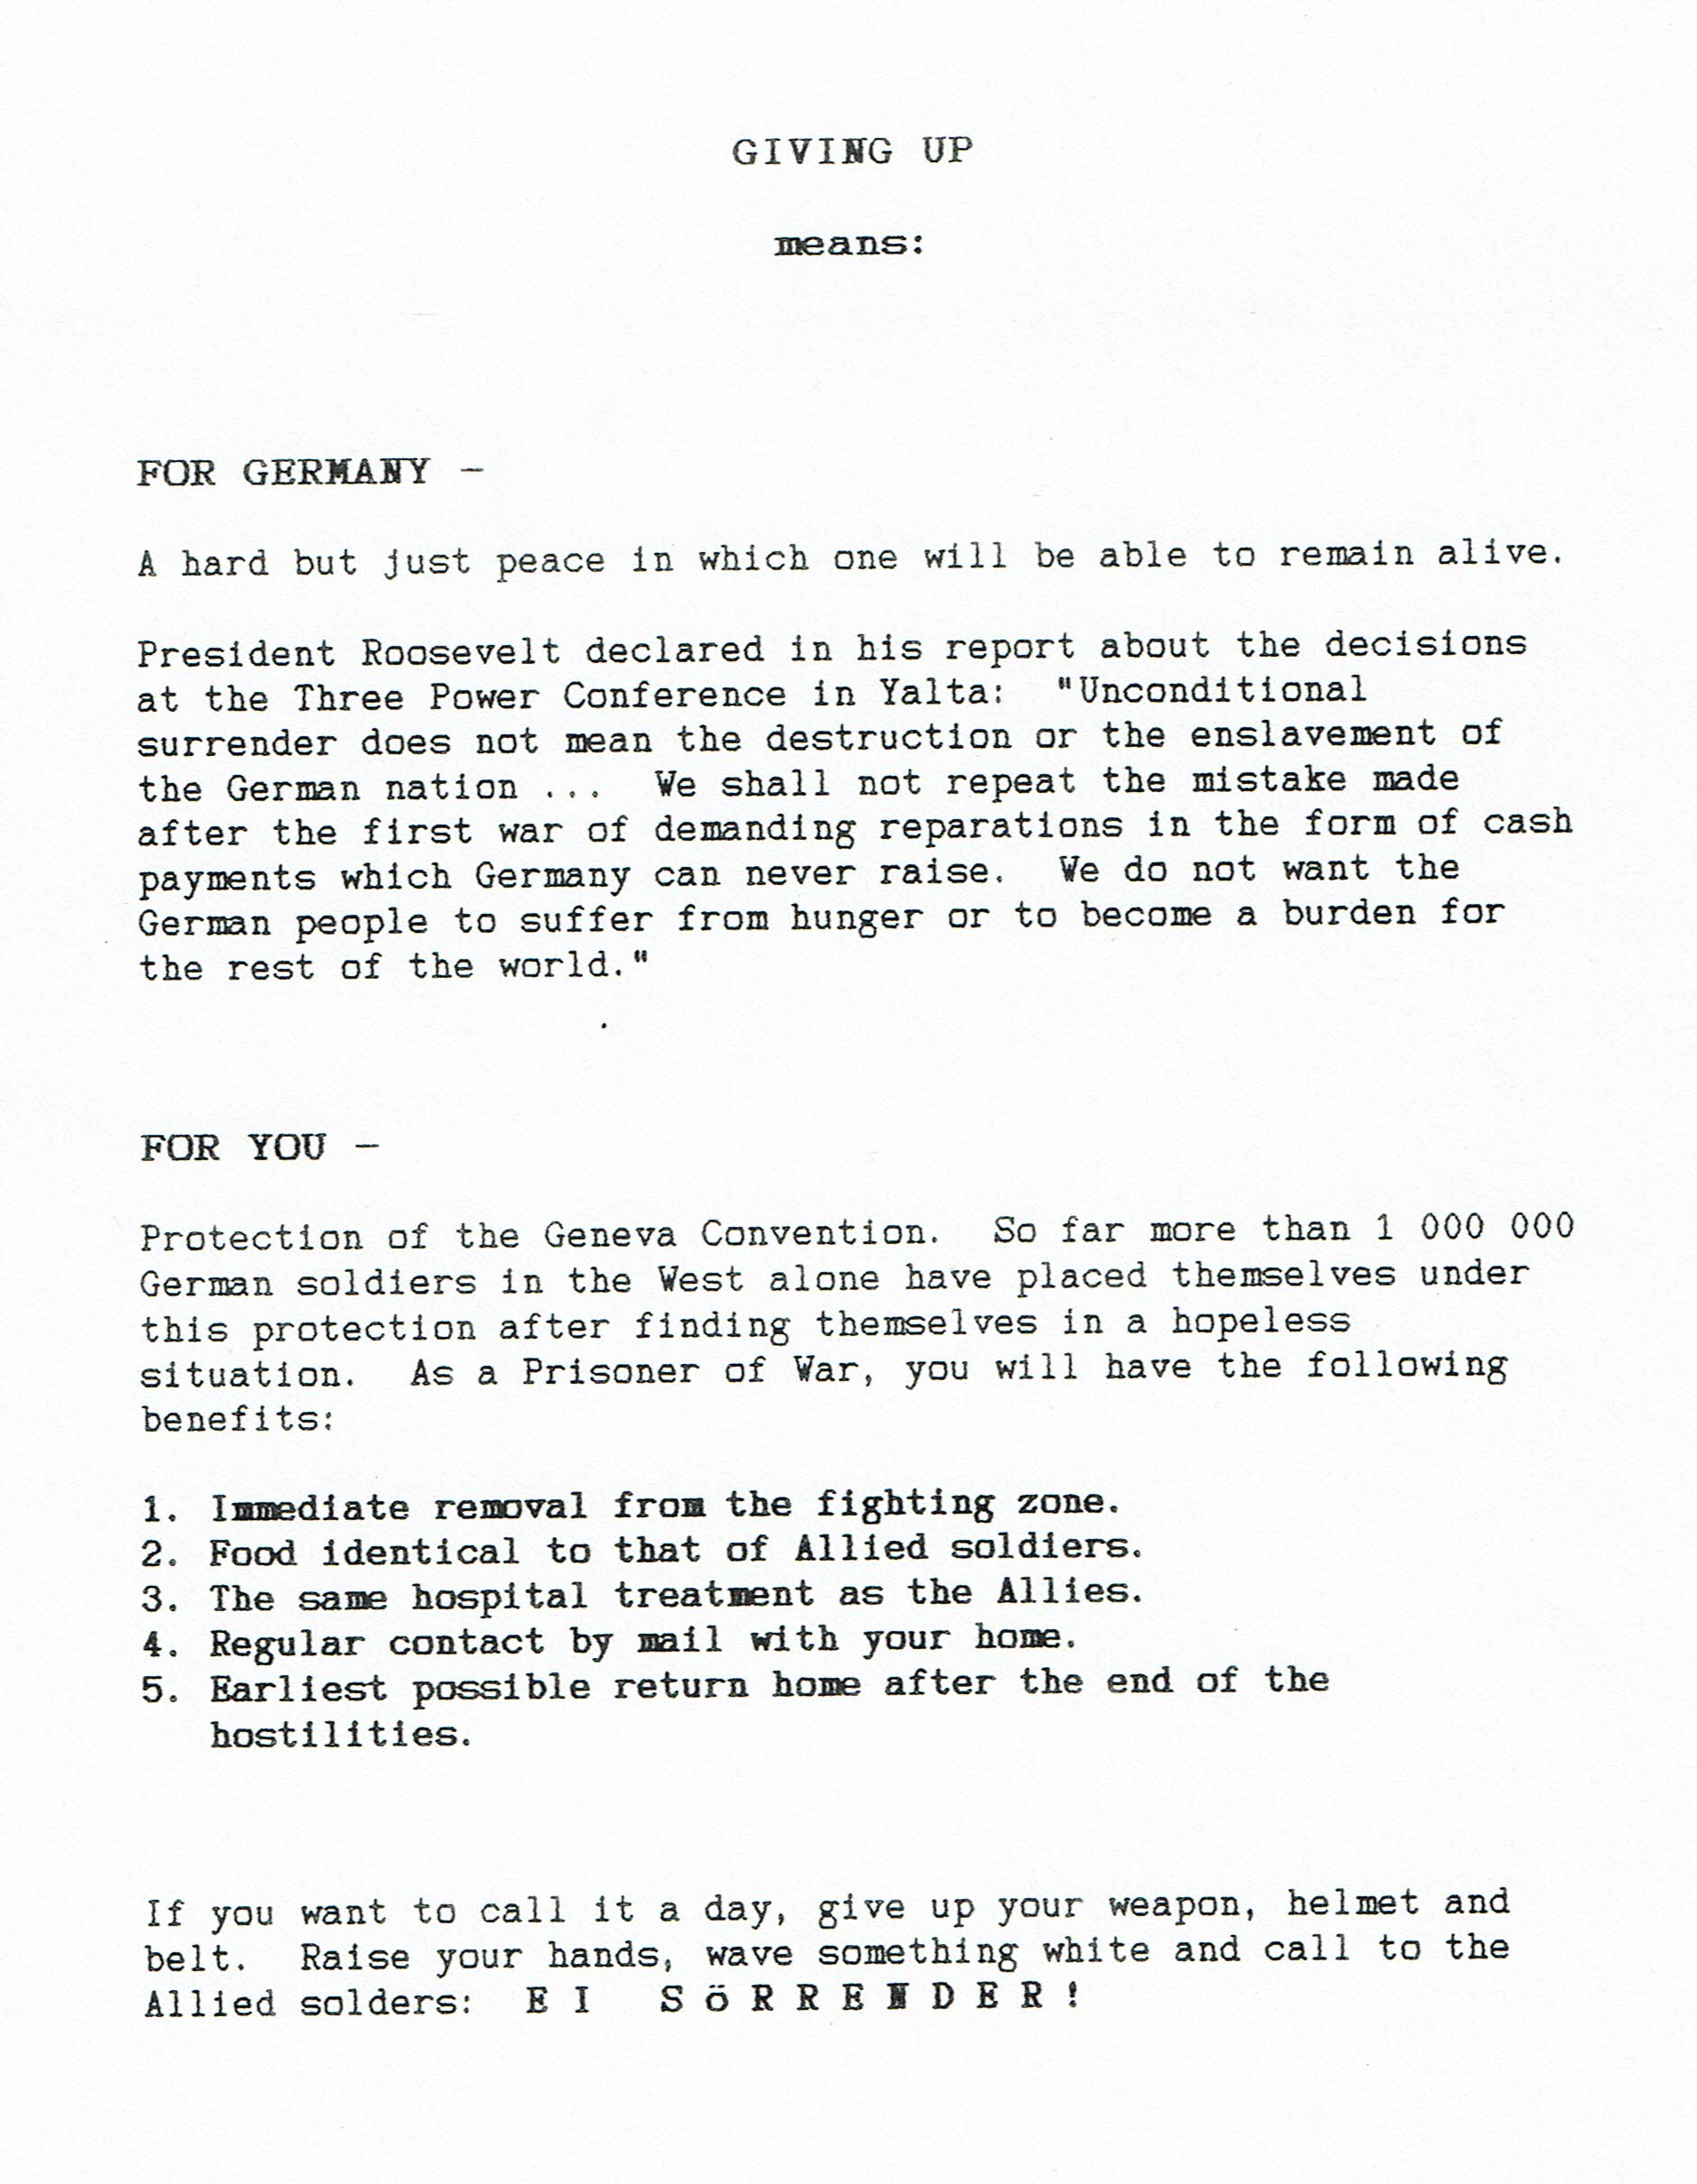 GIVING UP
means:
FOR GERMANY -
A hard but just peace in which one will be able to remain alive.
President Roosevelt declared in his report about the decisions
at the Three Power Conference in Yalta:  "Unconditional
surrender does not mean the destruction or the enslavement of
the German nation ...  We shall not repeat the mistake made
after the first war of demanding reparations in the form of cash
payments which Germany can never raise.  We do not want the
German people to suffer from hunger or to become a burden for
the rest of the world."
FOR YOU -
Protection of the Geneva Convention.  So far more than 1 000 000
German soldiers in the West alone have placed themselves under
this protection after finding themselves in a hopeless
situation.  As a Prisoner of War, you will have the following
benefits:
1. Immediate removal from the fighting zone.
2. Food identical to that of Allied soldiers.
3. The same hospital treatment as the Allies.
4. Regular contact by mail with your home.
5. Earliest possible return home after the end of the
hostilities.
If you want to call it a day, give up your weapon, helmet and
belt.  Raise your hands, wave something white and call to the
Allied solders:  E I   S ö R R E N D E R !